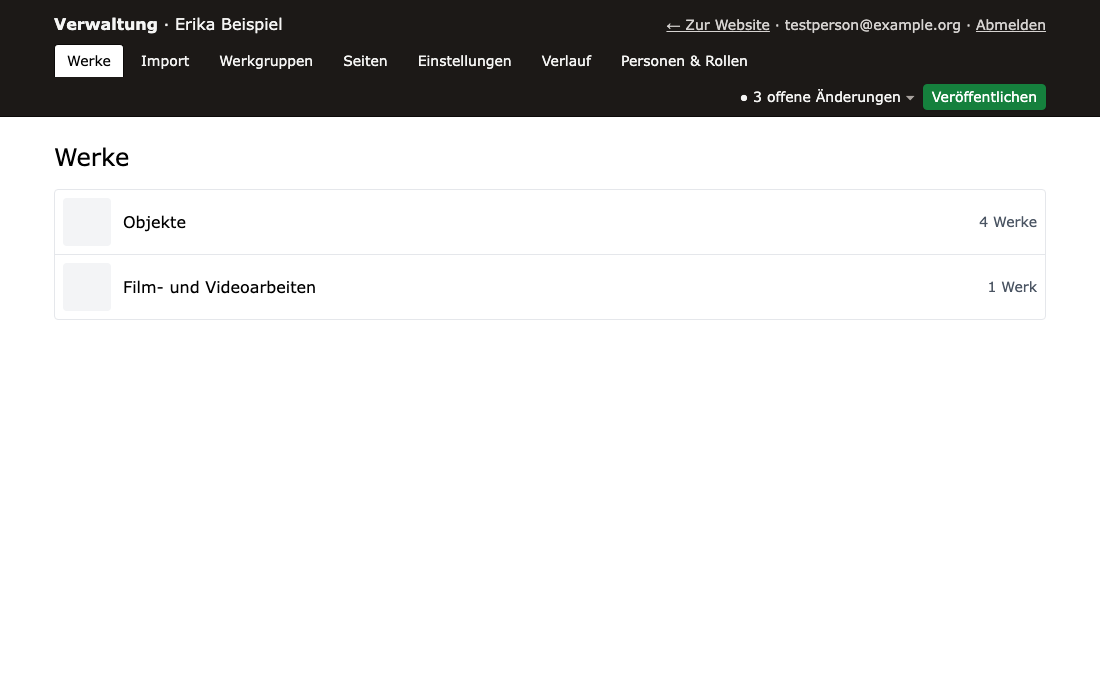 Verwaltung · Erika Beispiel
← Zur Website · testperson@example.org · Abmelden
Werke Import Werkgruppen Seiten Einstellungen Verlauf Personen & Rollen
• 3 offene Änderungen Veröffentlichen
Werke
Objekte 4 Werke
Film- und Videoarbeiten 1 Werk